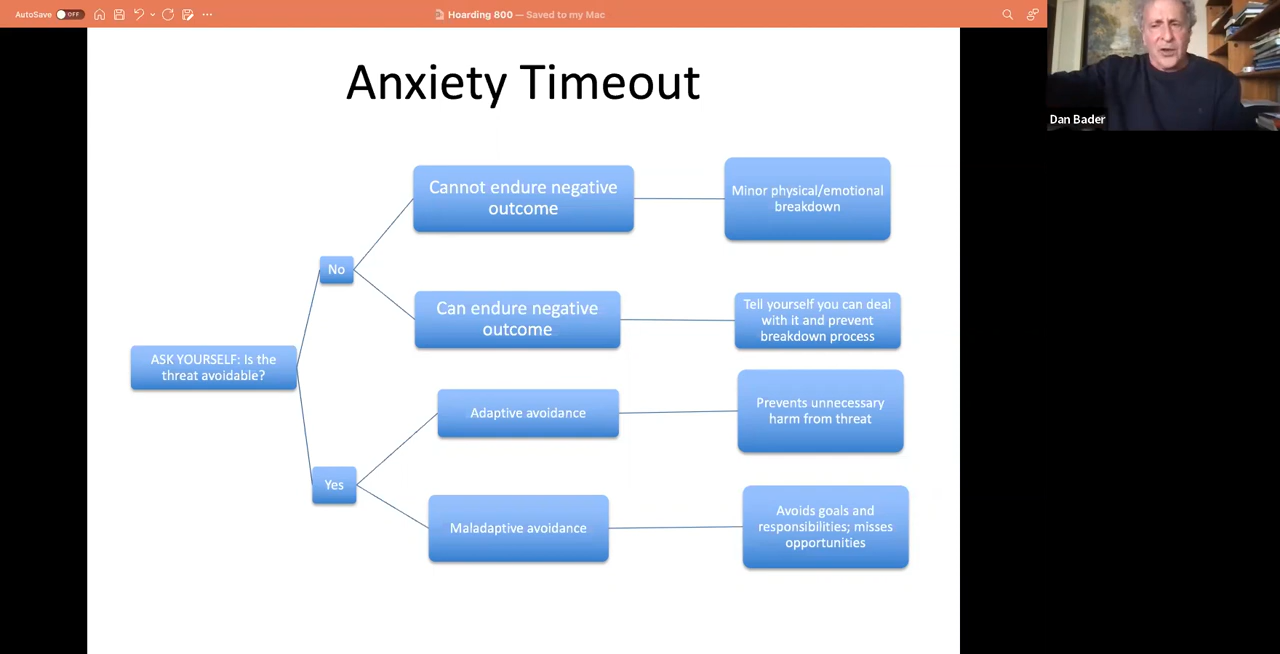 AutoSave OFF
Hoarding 800 — Saved to my Mac
Dan Bader
Anxiety Timeout
Cannot endure negative
outcome
Minor physical/emotional
breakdown
No
Can endure negative
outcome
Tell yourself you can deal
with it and prevent
breakdown process
ASK YOURSELF: Is the
threat avoidable?
Adaptive avoidance
Prevents unnecessary
harm from threat
Yes
Maladaptive avoidance
Avoids goals and
responsibilities; misses
opportunities